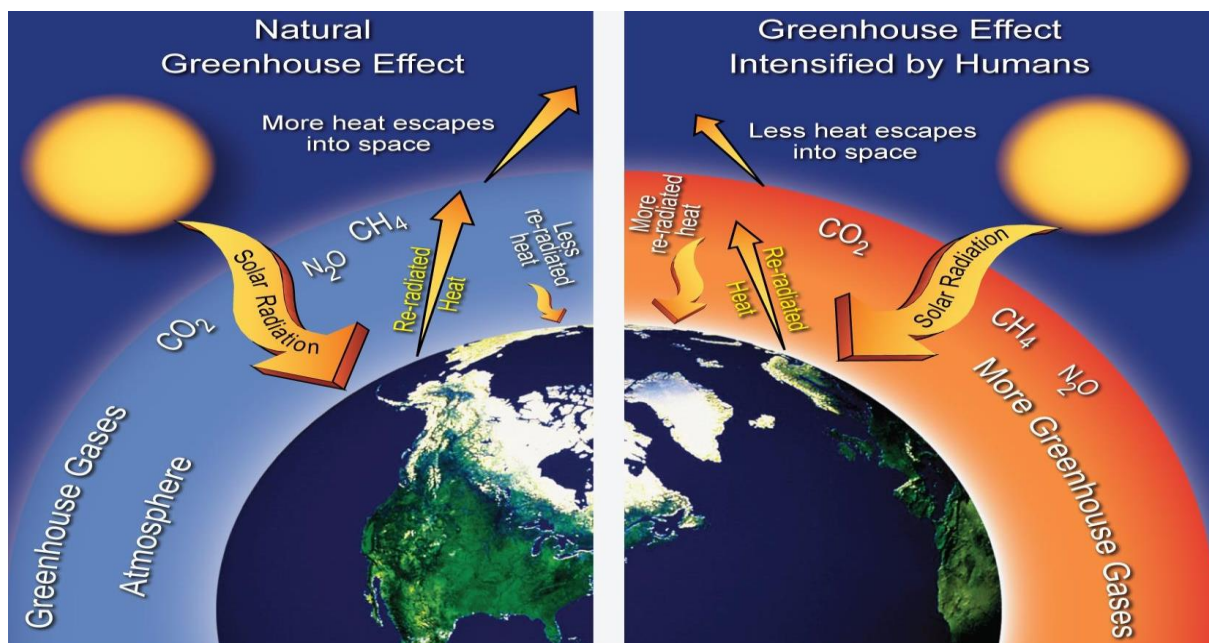 Natural
Greenhouse Effect
More heat escapes
into space
Solar Radiation
CO₂
N₂O
CH₄
Re-radiated
Heat
Less
re-radiated
heat
Greenhouse Gases
Atmosphere
Greenhouse Effect
Intensified by Humans
Less heat escapes
into space
More
re-radiated
heat
Re-radiated
Heat
CO₂
Solar Radiation
CH₄
N₂O
More Greenhouse Gases